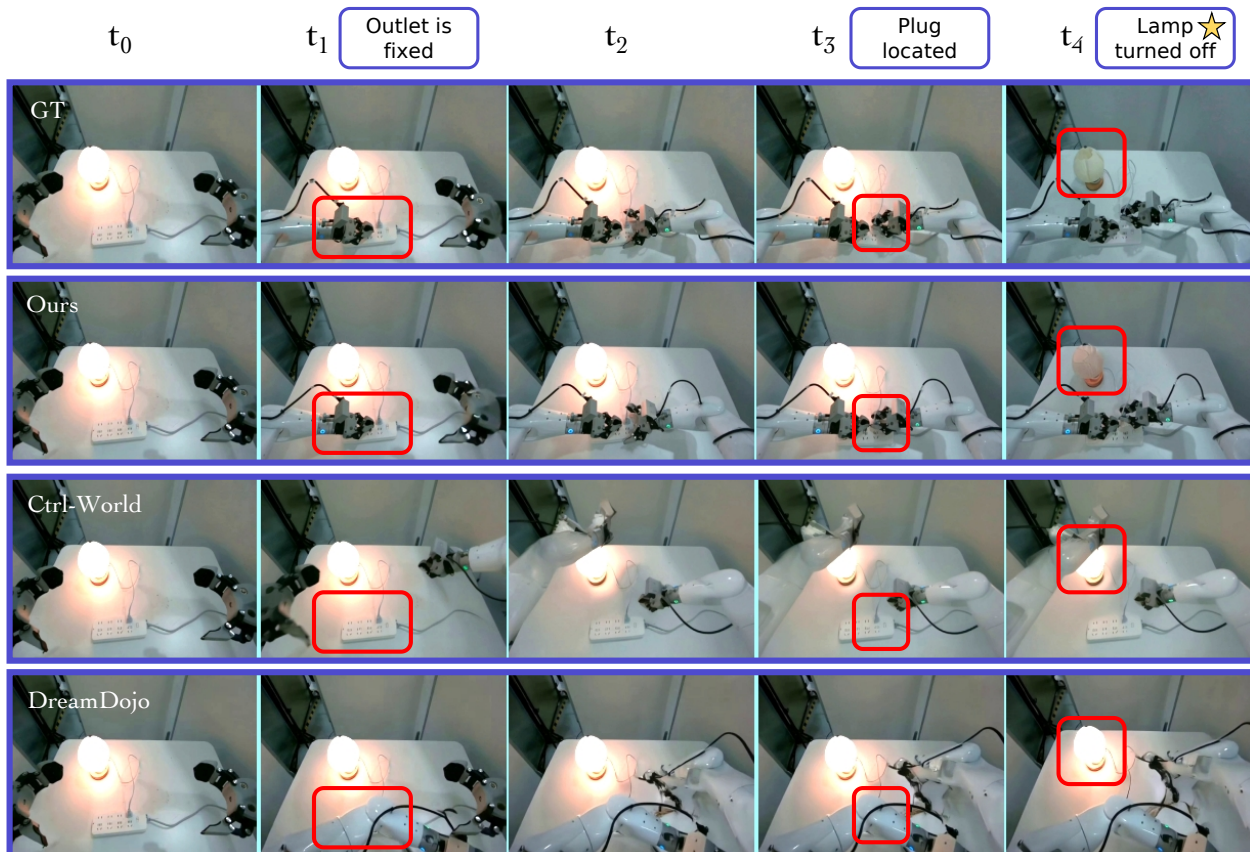 t₀
t₁
Outlet is
fixed
t₂
t₃
Plug
located
t₄
Lamp
turned off
GT
Ours
Ctrl-World
DreamDojo